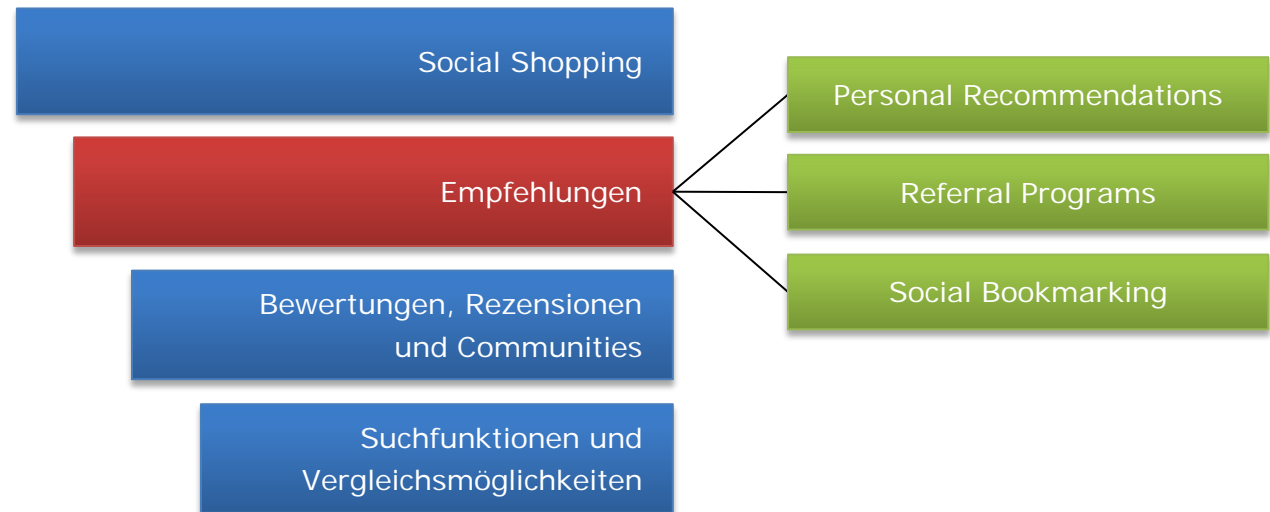 Social Shopping
Empfehlungen
Bewertungen, Rezensionen
und Communities
Suchfunktionen und
Vergleichsmöglichkeiten
Personal Recommendations
Referral Programs
Social Bookmarking